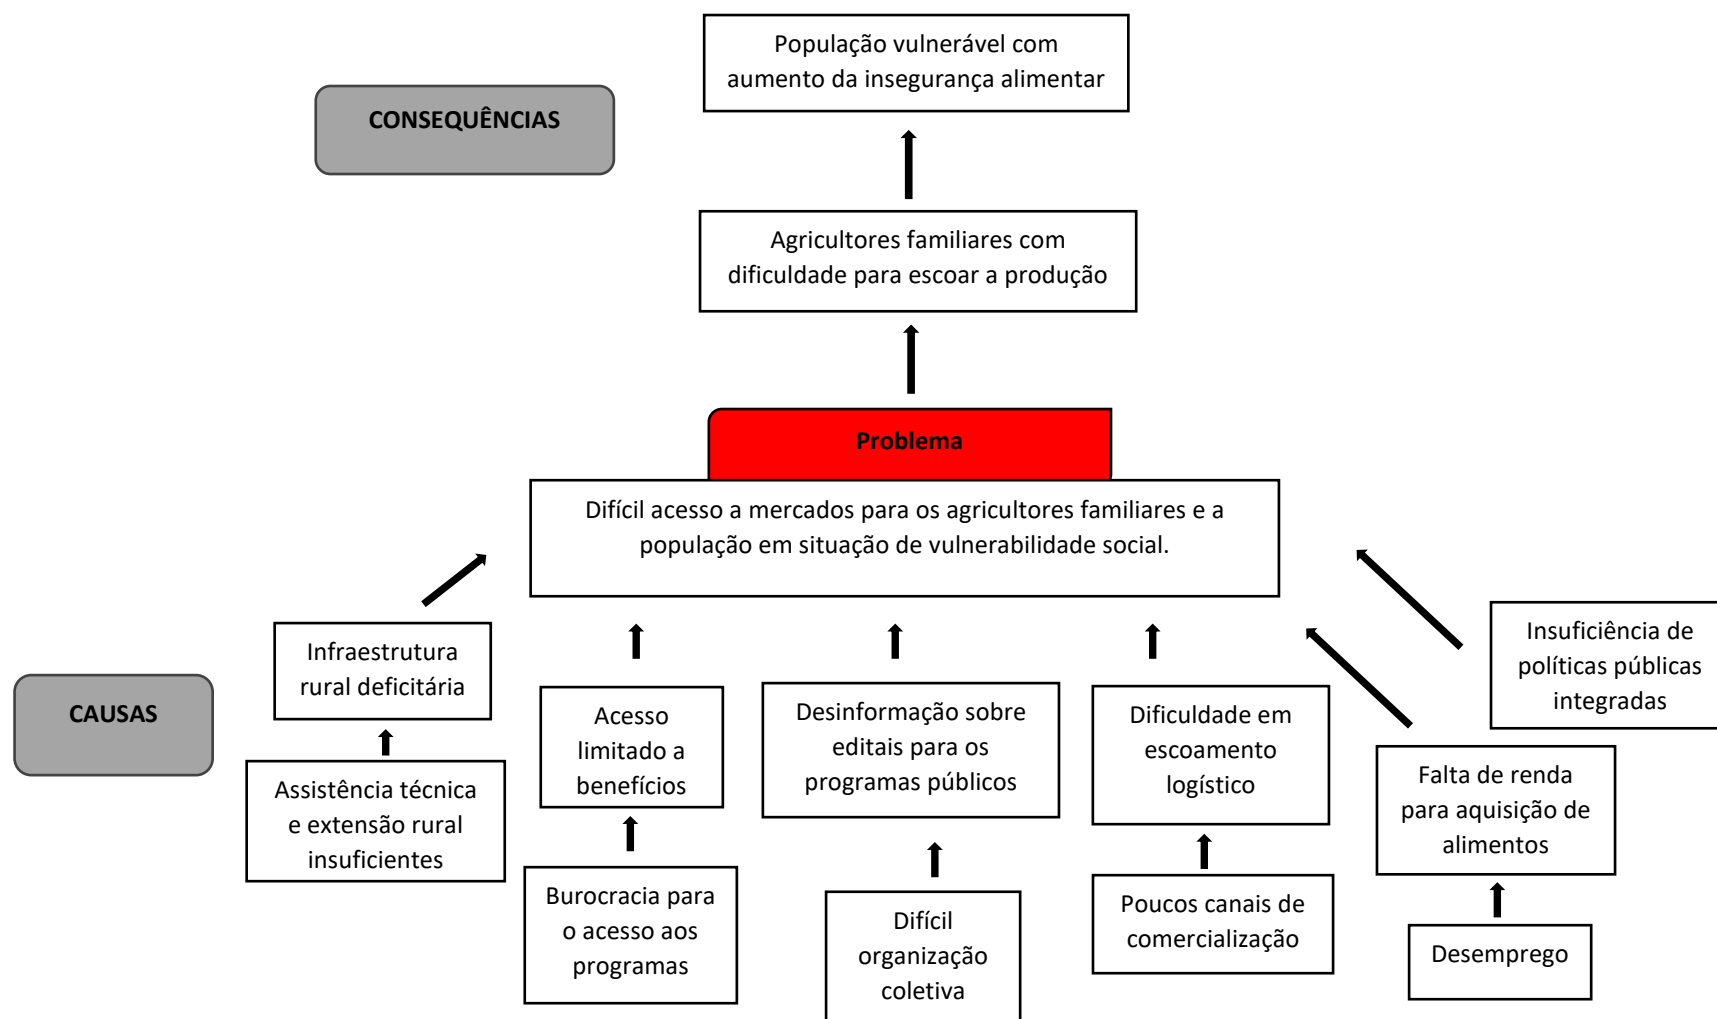 População vulnerável com
aumento da insegurança alimentar
CONSEQUÊNCIAS
Agricultores familiares com
dificuldade para escoar a produção
Problema
Difícil acesso a mercados para os agricultores familiares e a
população em situação de vulnerabilidade social.
CAUSAS
Infraestrutura
rural deficitária
Assistência técnica
e extensão rural
insuficientes
Acesso
limitado a
benefícios
Burocracia para
o acesso aos
programas
Desinformação sobre
editais para os
programas públicos
Difícil
organização
coletiva
Dificuldade em
escoamento
logístico
Poucos canais de
comercialização
Insuficiência de
políticas públicas
integradas
Falta de renda
para aquisição de
alimentos
Desemprego